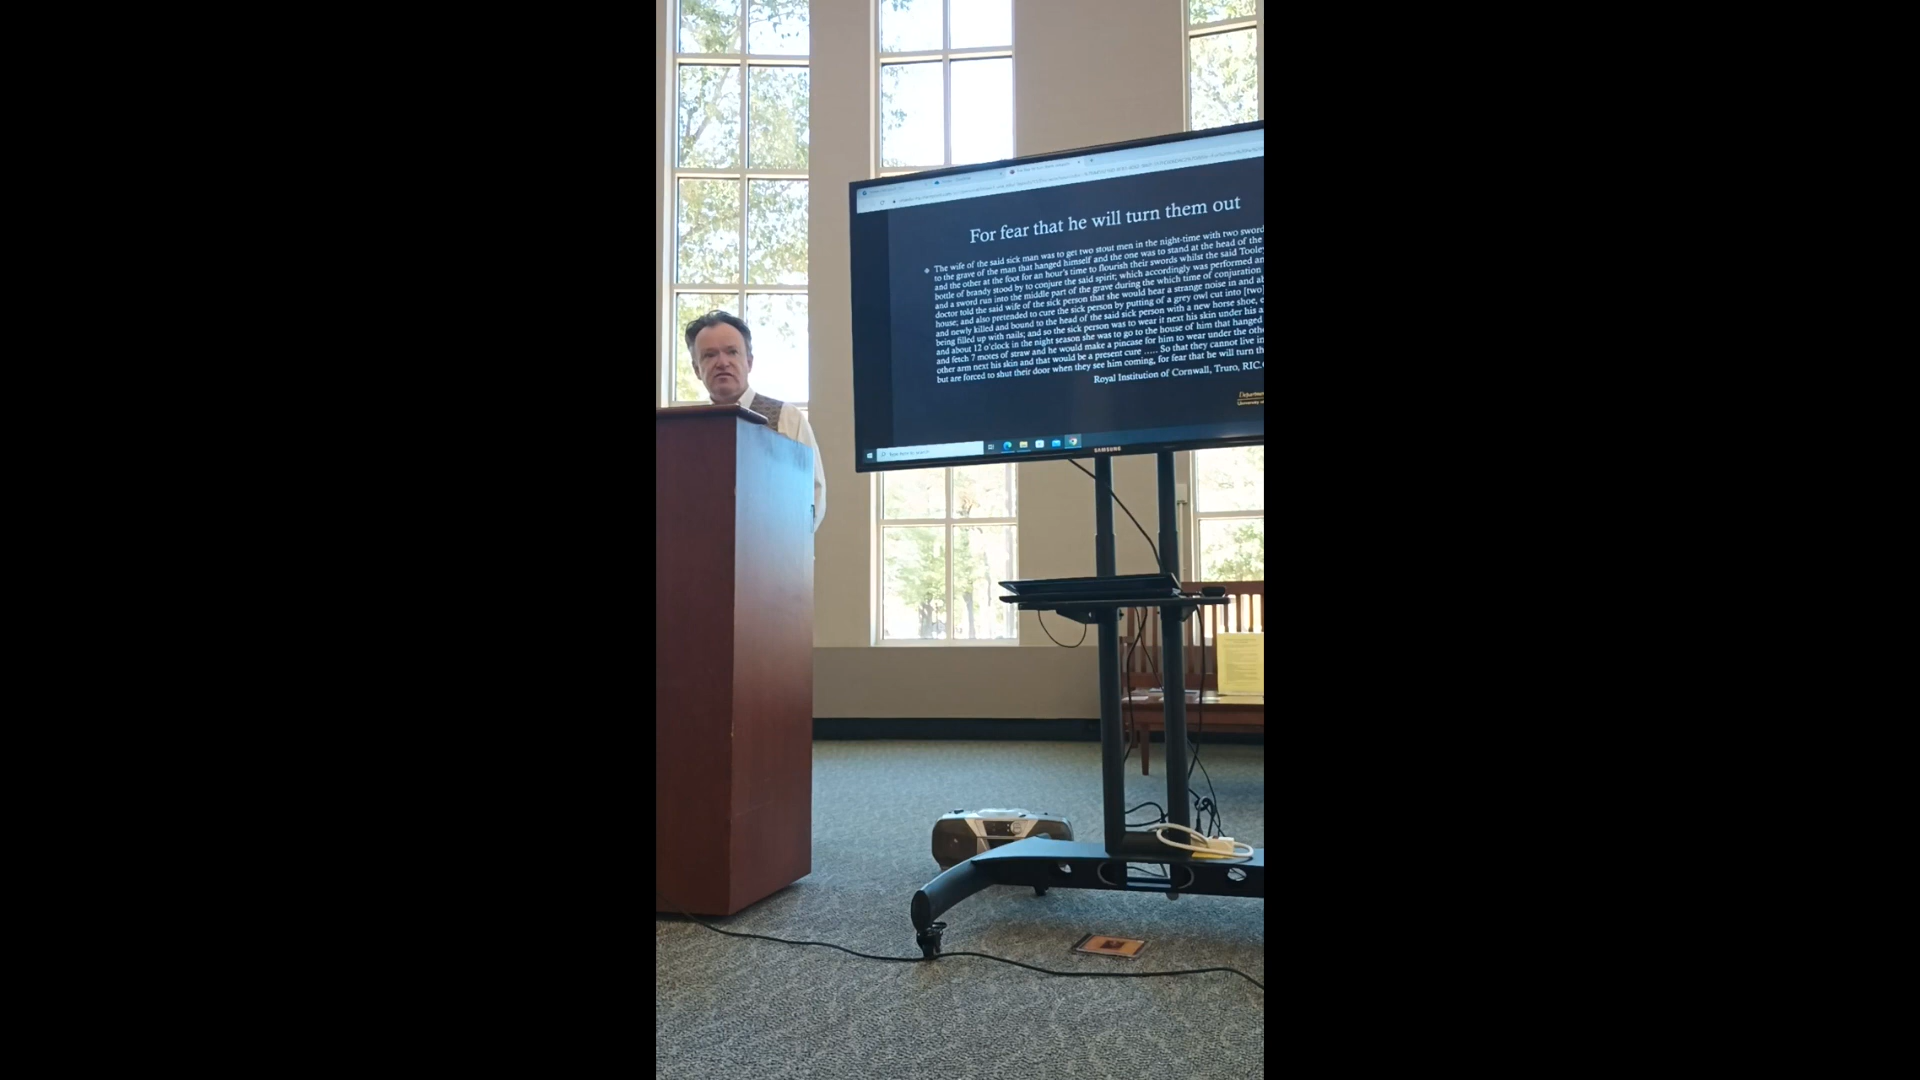 For fear that he will turn them out
The wife of the said sick man was to get two stout men in the night-time with two sword
to the grave of the man that hanged himself and the one was to stand at the head of the
and the other at the foot for an hour's time to flourish their swords whilst the said Toole
bottle of brandy stood by to conjure the said spirit; which accordingly was performed an
and a sword run into the middle part of the grave during the which time of conjuration
doctor told the said wife of the sick person that she would hear a strange noise in and ab
house; and also pretended to cure the sick person by putting of a grey owl cut into [two]
and newly killed and bound to the head of the said sick person with a new horse shoe,
being filled up with nails; and so the sick person was to wear it next his skin under his a
and about 12 o'clock in the night season she was to go to the house of him that hanged
and fetch 7 motes of straw and he would make a pincase for him to wear under the oth
other arm next his skin and that would be a present cure ..... So that they cannot live in
but are forced to shut their door when they see him coming, for fear that he will turn th
Royal Institution of Cornwall, Truro, RIC.
Departmen
University o
SAMSUNG